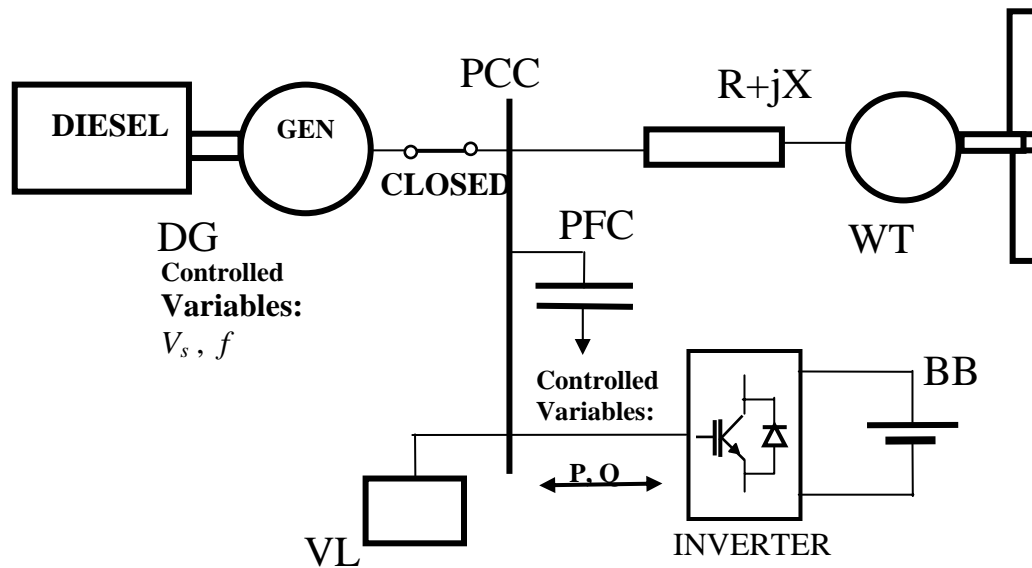 PCC
R+jX
DIESEL
GEN
CLOSED
DG
Controlled
Variables:
Vs , f
PFC
WT
Controlled
Variables:
BB
P, Q
VL
INVERTER